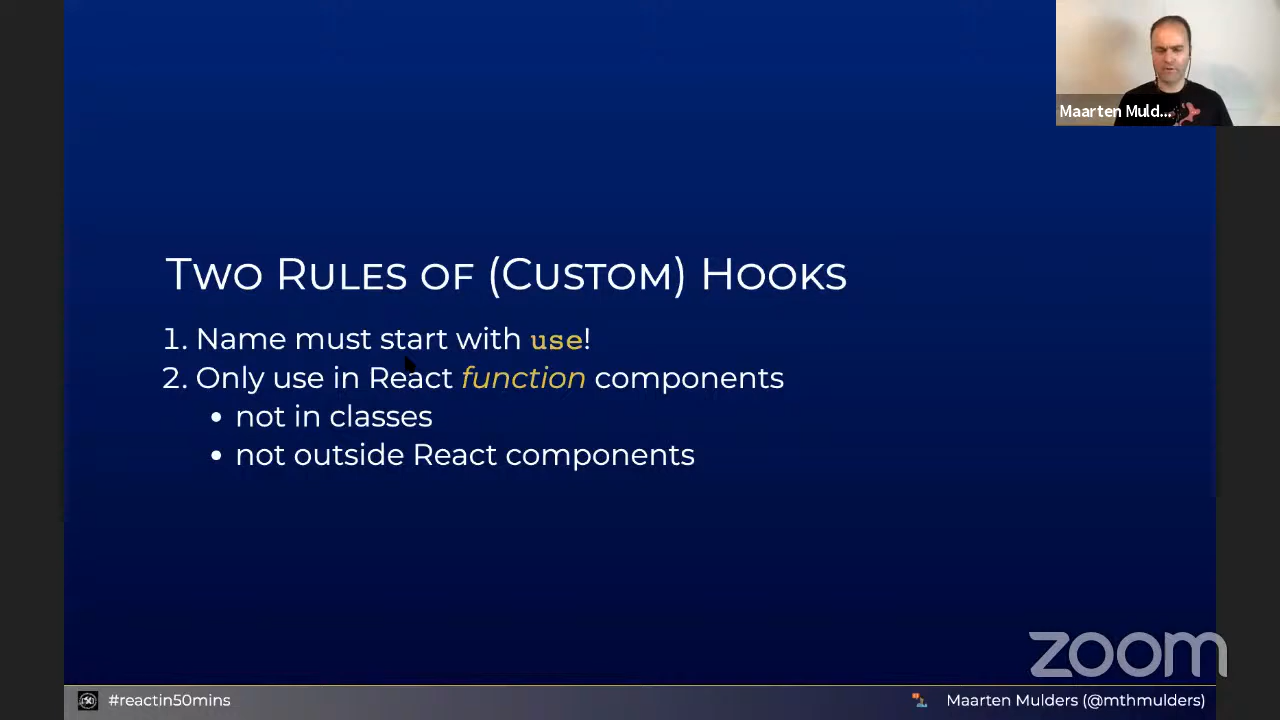 Maarten Muld...
Two Rules of (Custom) Hooks
1. Name must start with use!
2. Only use in React function components
• not in classes
• not outside React components
zoom
#reactin50mins
Maarten Mulders (@mthmulders)